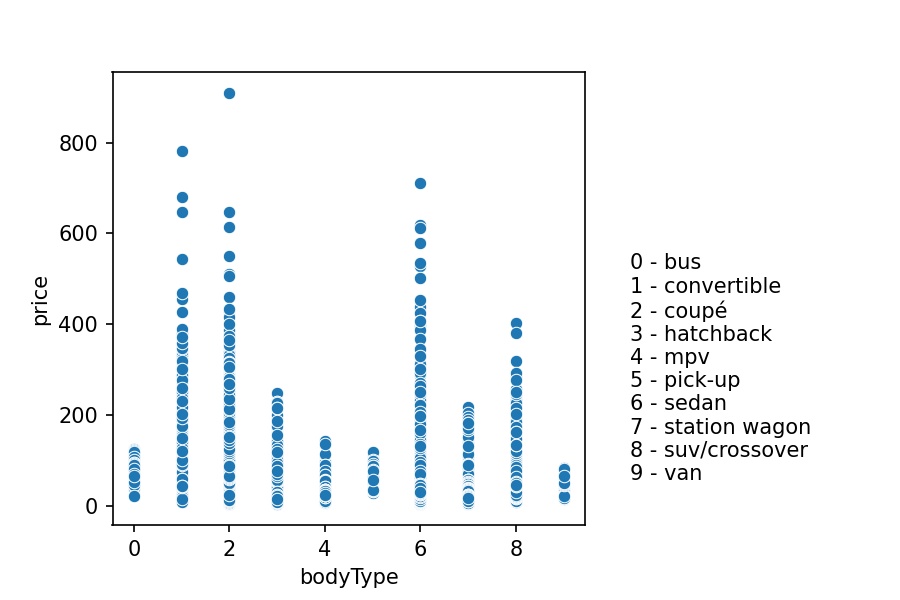 800
600
400
200
0
price
0 2 4 6 8
bodyType
0 - bus
1 - convertible
2 - coupé
3 - hatchback
4 - mpv
5 - pick-up
6 - sedan
7 - station wagon
8 - suv/crossover
9 - van